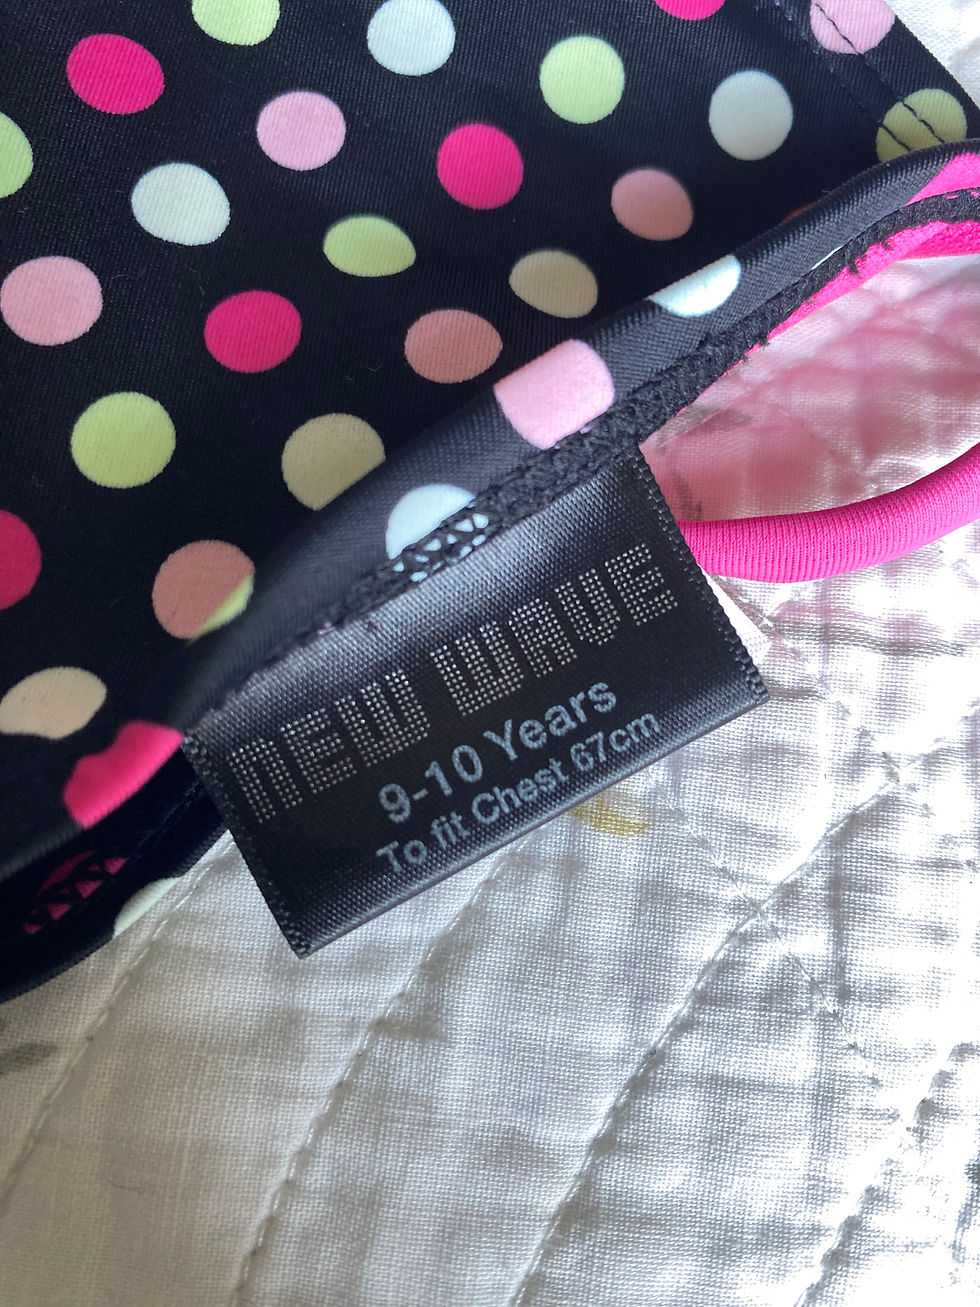 NEW WAVE
9-10 Years
To fit Chest 67cm